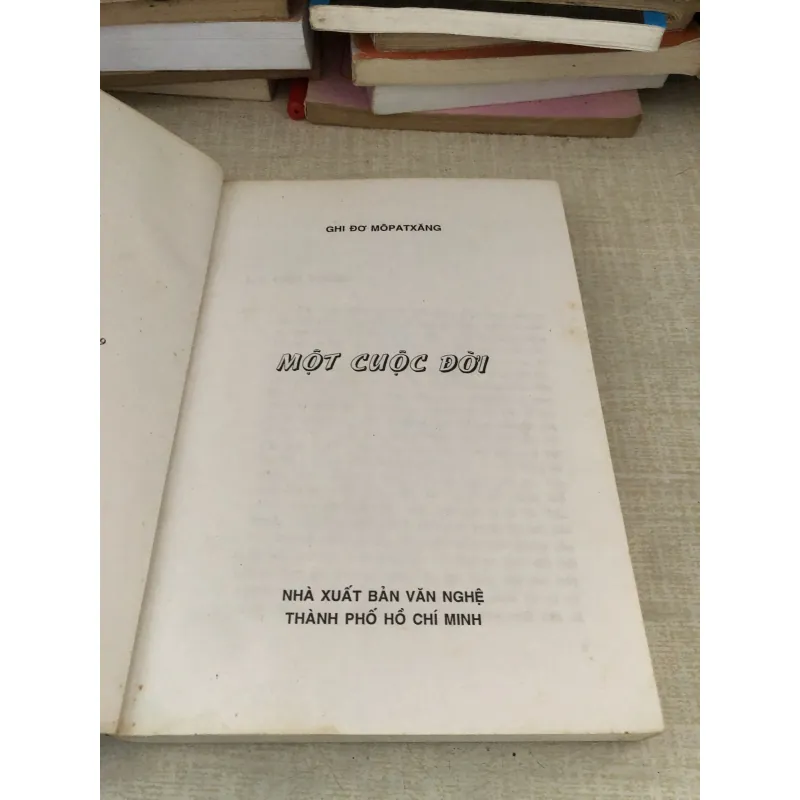 GHI ĐƠ MÔPATXĂNG
MỘT CUỘC ĐỜI
NHÀ XUẤT BẢN VĂN NGHỆ
THÀNH PHỐ HỒ CHÍ MINH